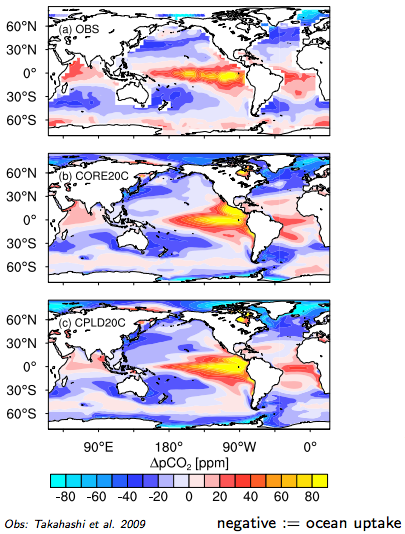 60°N
30°N
0°
30°S
60°S
(a) OBS
60°N
30°N
0°
30°S
60°S
(b) CORE20C
60°N
30°N
0°
30°S
60°S
(c) CPLD20C
90°E 180° 90°W 0°
ΔpCO₂ [ppm]
-80 -60 -40 -20 0 20 40 60 80
Obs: Takahashi et al. 2009
negative := ocean uptake